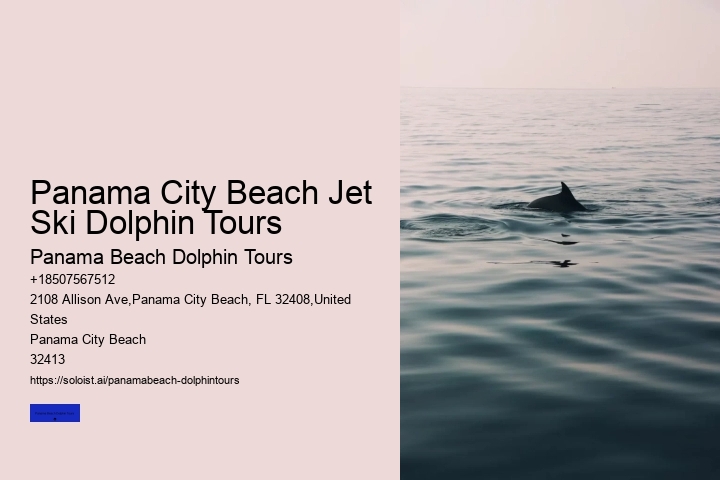 Panama City Beach Jet
Ski Dolphin Tours
Panama Beach Dolphin Tours
+18507567512
2108 Allison Ave,Panama City Beach, FL 32408,United
States
Panama City Beach
32413
https://soloist.ai/panamabeach-dolphintours